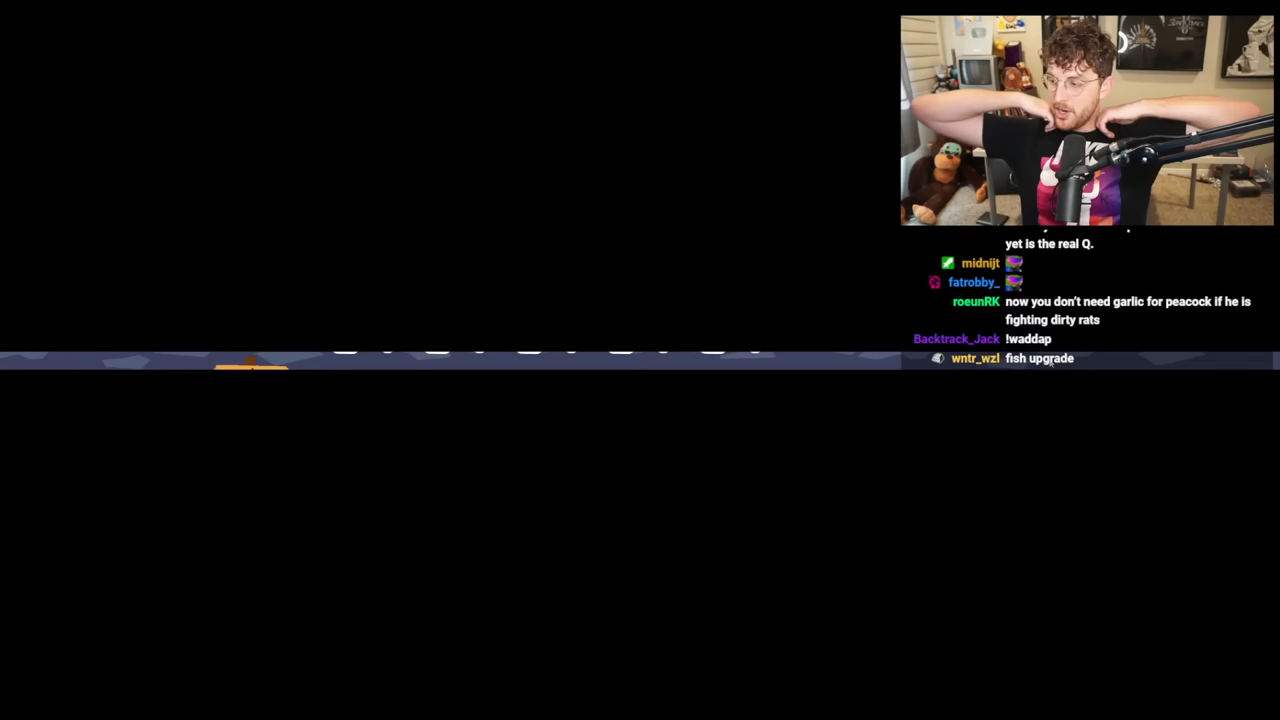 yet is the real Q.
midnijt
fatrobby_
roeunRK now you don't need garlic for peacock if he is
fighting dirty rats
Backtrack_Jack !waddap
wntr_wzl fish upgrade